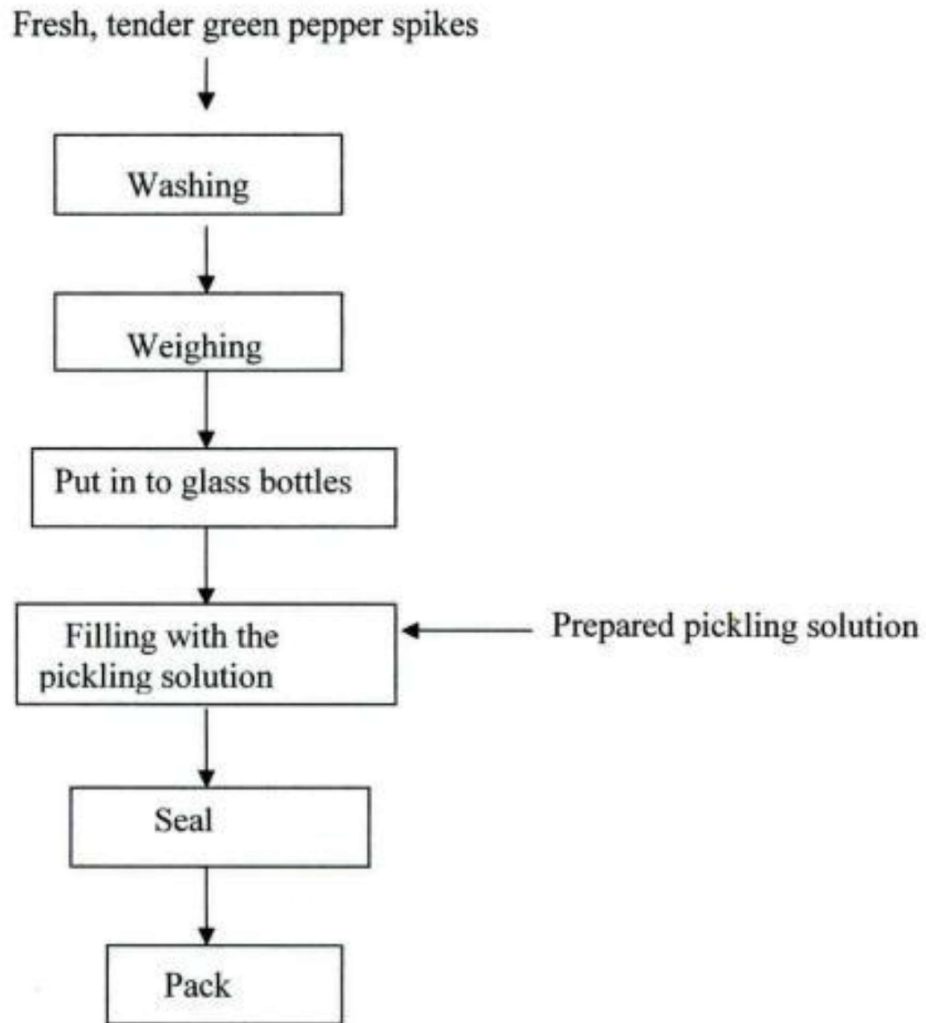 Fresh, tender green pepper spikes
Washing
Weighing
Put in to glass bottles
Filling with the
pickling solution
Prepared pickling solution
Seal
Pack